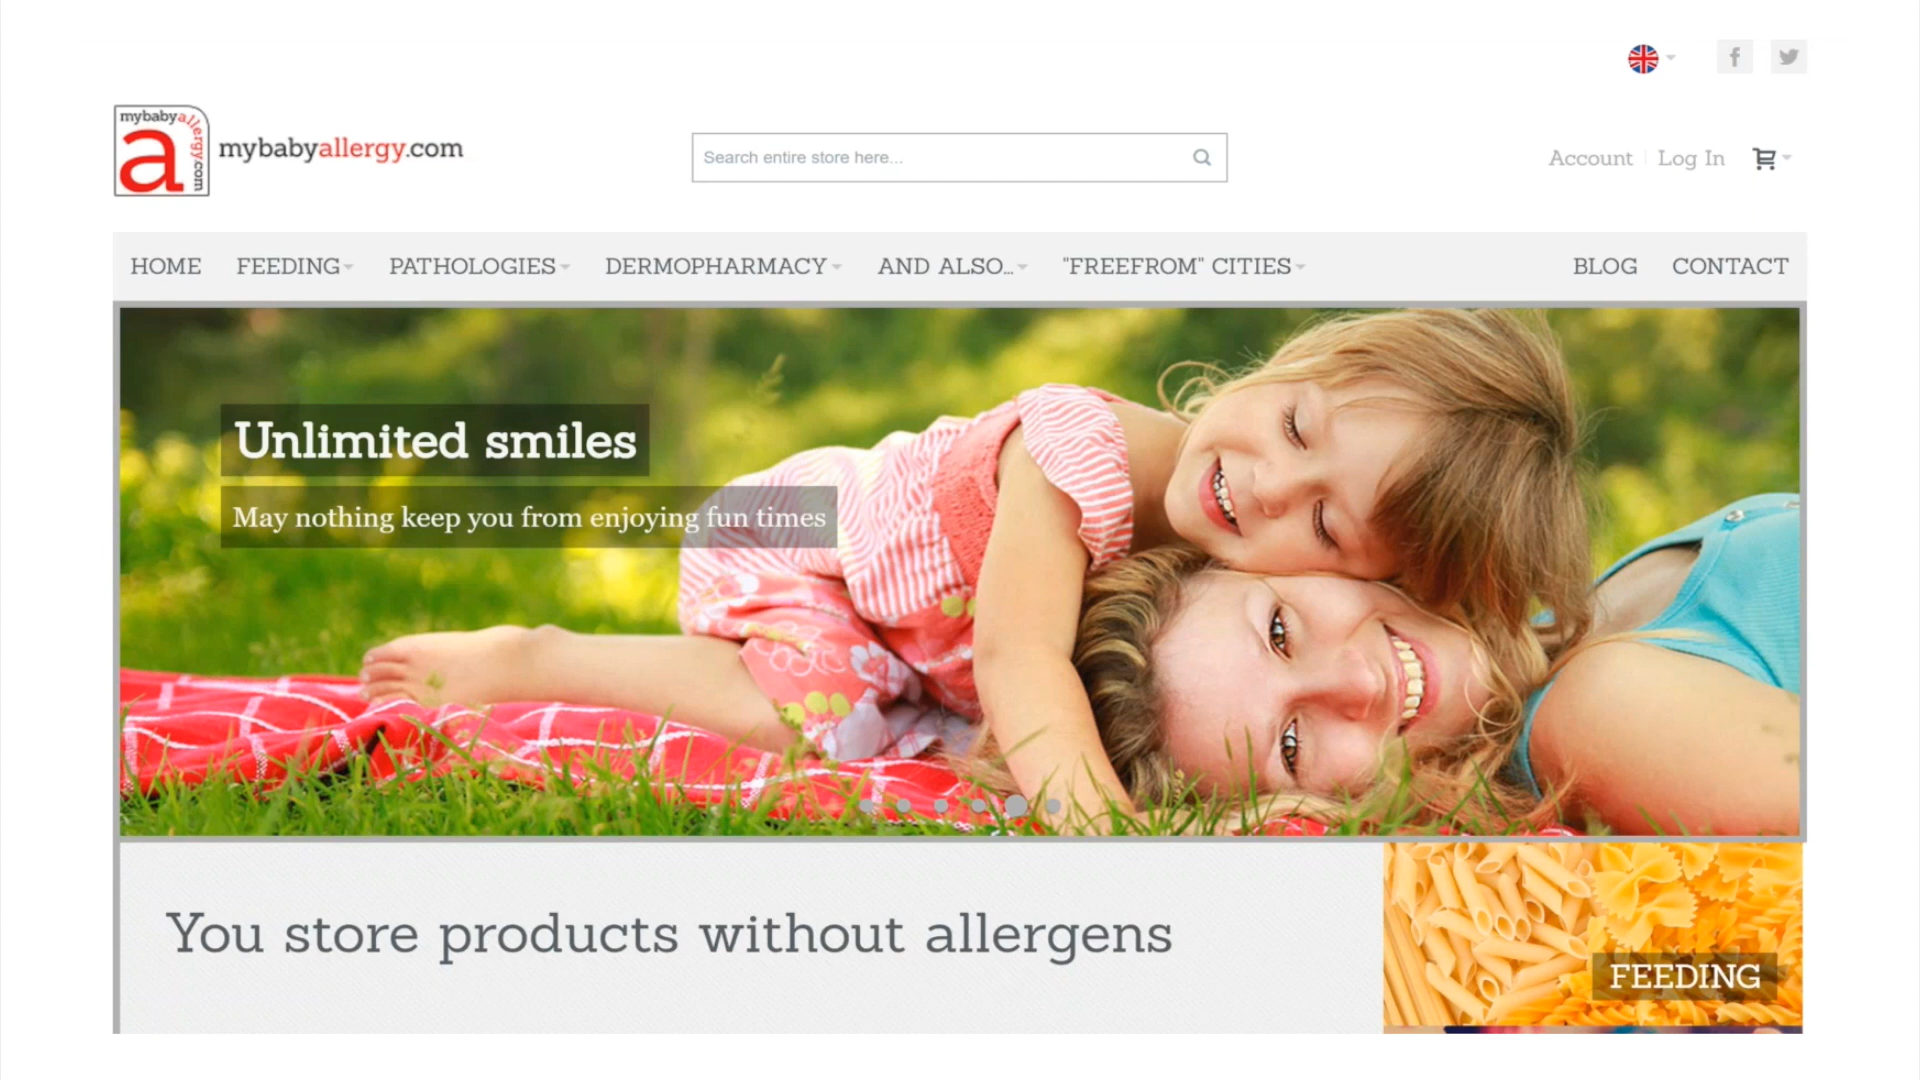 mybabyallergy.com
a
mybabyallergy.com
Search entire store here...
Account
Log In
HOME
FEEDING
PATHOLOGIES
DERMOPHARMACY
AND ALSO...
"FREEFROM" CITIES
BLOG
CONTACT
Unlimited smiles
May nothing keep you from enjoying fun times
You store products without allergens
FEEDING